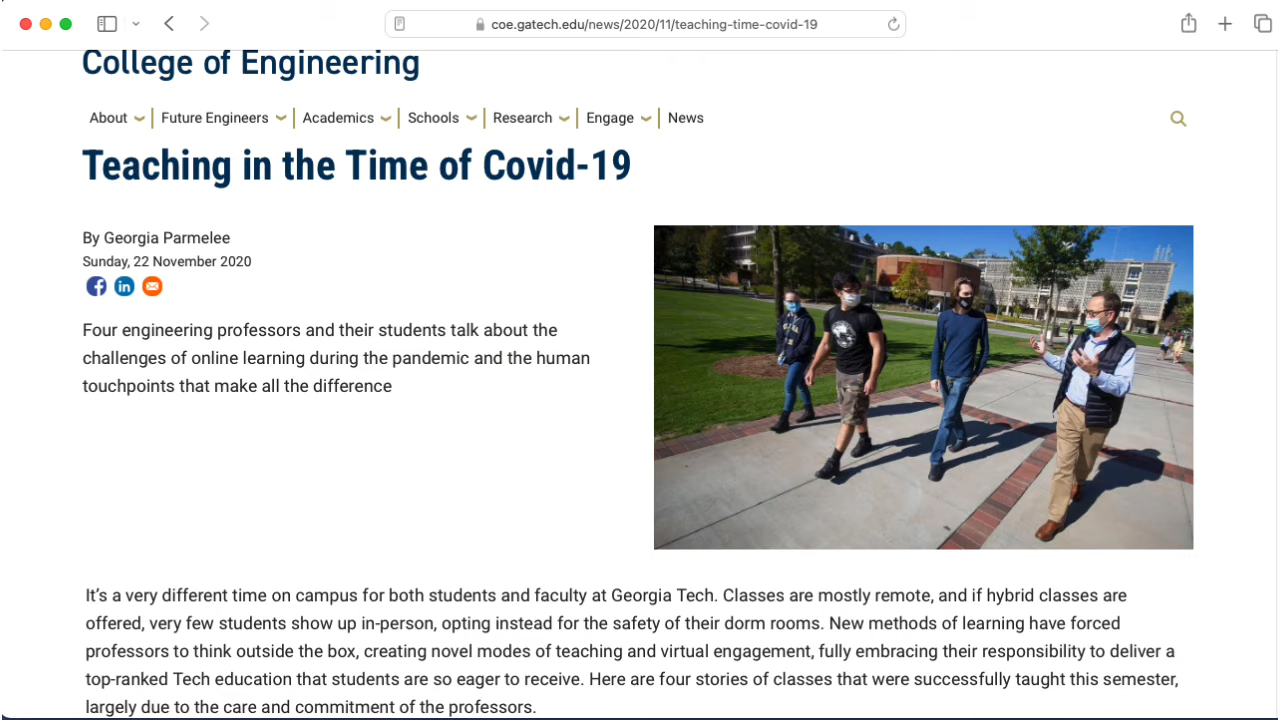 coe.gatech.edu/news/2020/11/teaching-time-covid-19
College of Engineering
About Future Engineers Academics Schools Research Engage News
Teaching in the Time of Covid-19
By Georgia Parmelee
Sunday, 22 November 2020
Four engineering professors and their students talk about the
challenges of online learning during the pandemic and the human
touchpoints that make all the difference
It's a very different time on campus for both students and faculty at Georgia Tech. Classes are mostly remote, and if hybrid classes are
offered, very few students show up in-person, opting instead for the safety of their dorm rooms. New methods of learning have forced
professors to think outside the box, creating novel modes of teaching and virtual engagement, fully embracing their responsibility to deliver a
top-ranked Tech education that students are so eager to receive. Here are four stories of classes that were successfully taught this semester,
largely due to the care and commitment of the professors.